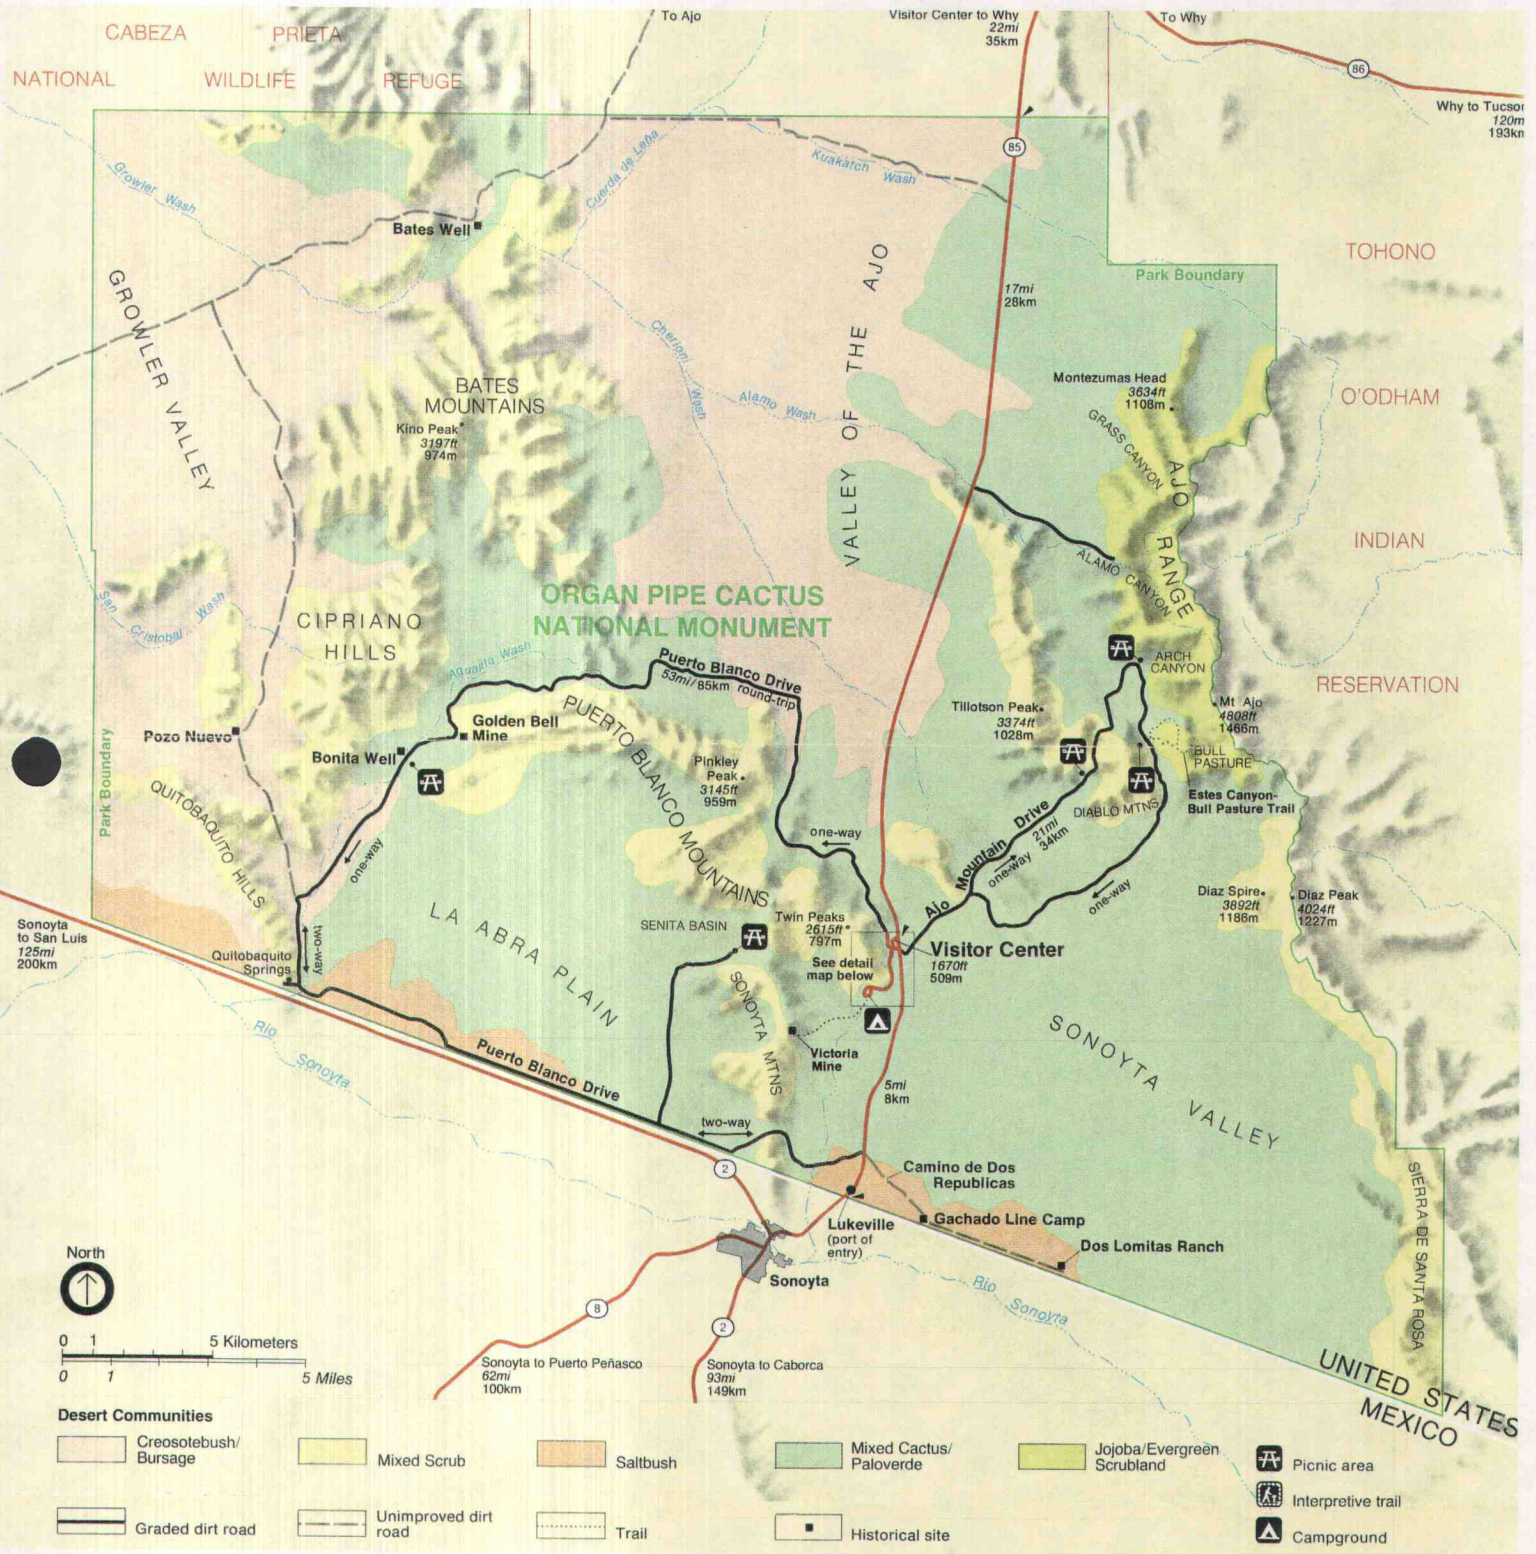 To Ajo
Visitor Center to Why
22mi
35km
To Why
CABEZA PRIETA
NATIONAL WILDLIFE REFUGE
86
Why to Tucson
120m
193km
85
Growler Wash
Cuerda de Leña
Kuakatch Wash
Bates Well
TOHONO
Park Boundary
17mi
28km
GROWLER VALLEY
VALLEY OF THE AJO
Cherioni Wash
Alamo Wash
BATES
MOUNTAINS
Kino Peak
3197ft
974m
Montezumas Head
3634ft
1108m
O'ODHAM
GRASS CANYON
AJO RANGE
ALAMO CANYON
INDIAN
San Cristobal Wash
CIPRIANO
HILLS
ORGAN PIPE CACTUS
NATIONAL MONUMENT
Aguajita Wash
Puerto Blanco Drive
53mi/85km round-trip
ARCH
CANYON
RESERVATION
Tillotson Peak
3374ft
1028m
Mt Ajo
4808ft
1466m
Golden Bell
Mine
PUERTO BLANCO MOUNTAINS
Pozo Nuevo
Bonita Well
Pinkley
Peak
3145ft
959m
BULL
PASTURE
Park Boundary
QUITOBAQUITO HILLS
Estes Canyon-
Bull Pasture Trail
DIABLO MTNS
one-way
one-way
Ajo Mountain Drive
21mi
34km
one-way
one-way
Diaz Spire
3892ft
1186m
Diaz Peak
4024ft
1227m
LA ABRA PLAIN
SENITA BASIN
Twin Peaks
2615ft
797m
See detail
map below
Visitor Center
1670ft
509m
Sonoyta
to San Luis
125mi
200km
two-way
Quitobaquito
Springs
SONOYTA MTNS
SONOYTA VALLEY
Rio Sonoyta
Victoria
Mine
Puerto Blanco Drive
5mi
8km
two-way
2
Camino de Dos
Republicas
SIERRA DE SANTA ROSA
Lukeville
(port of
entry)
Gachado Line Camp
Dos Lomitas Ranch
North
Sonoyta
Rio Sonoyta
8
2
0 1 5 Kilometers
0 1 5 Miles
Sonoyta to Puerto Peñasco
62mi
100km
Sonoyta to Caborca
93mi
149km
UNITED STATES
MEXICO
Desert Communities
Creosotebush/
Bursage
Mixed Scrub
Saltbush
Mixed Cactus/
Paloverde
Jojoba/Evergreen
Scrubland
Picnic area
Interpretive trail
Campground
Graded dirt road
Unimproved dirt
road
Trail
Historical site